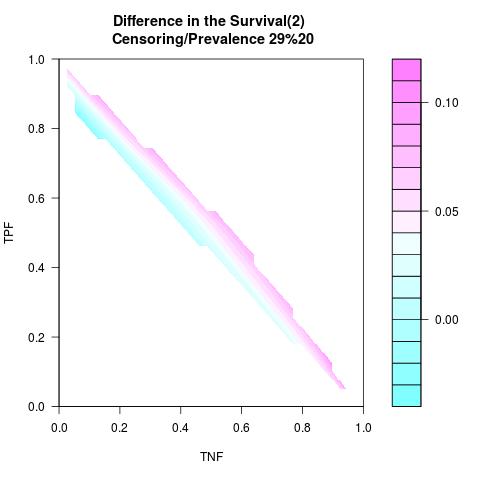 Difference in the Survival(2)
Censoring/Prevalence 29%20
1.0
0.8
0.6
0.4
0.2
0.0
TPF
0.0 0.2 0.4 0.6 0.8 1.0
TNF
0.10
0.05
0.00